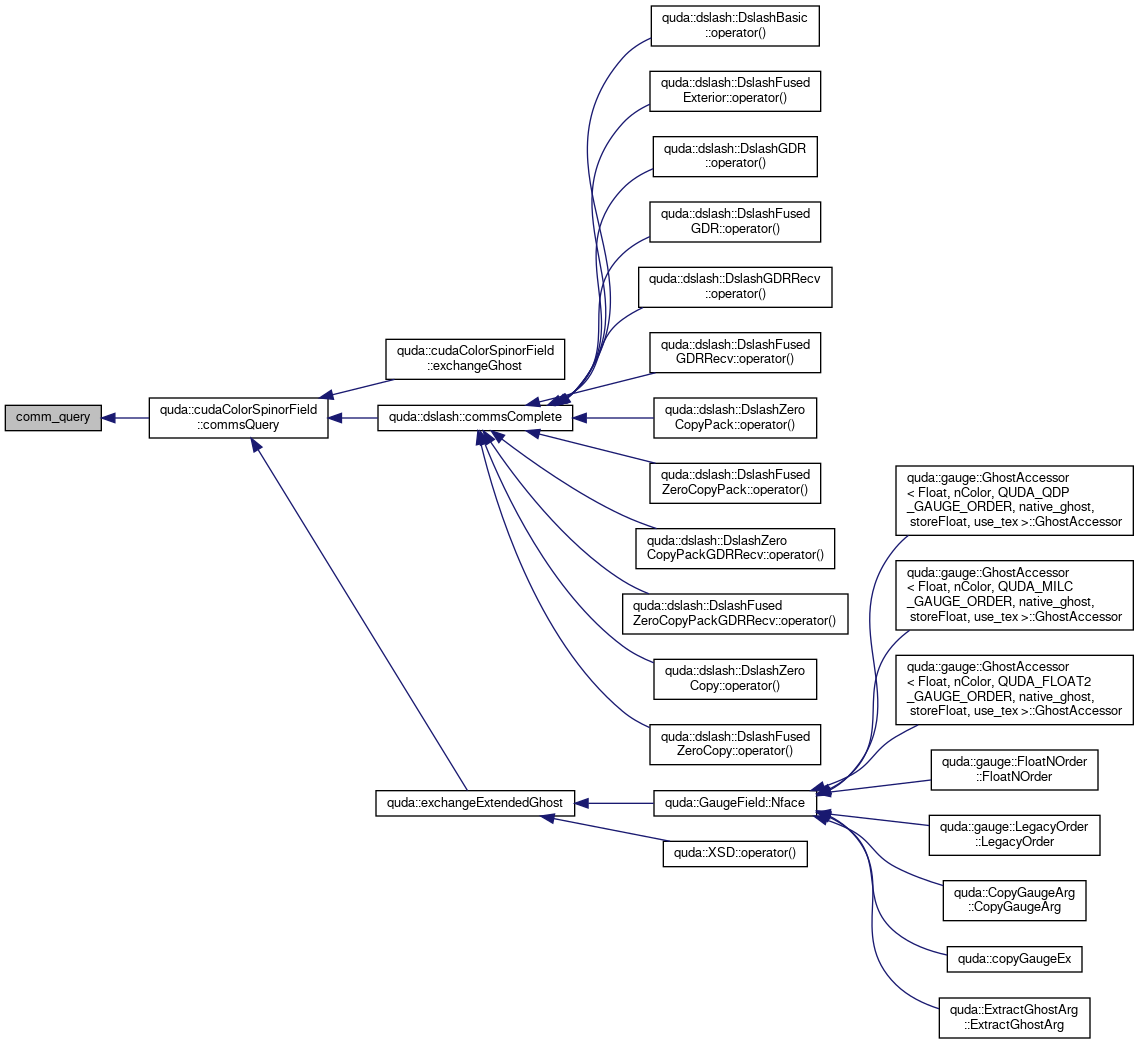 comm_query
quda::cudaColorSpinorField
::commsQuery
quda::cudaColorSpinorField
::exchangeGhost
quda::dslash::commsComplete
quda::dslash::DslashBasic
::operator()
quda::dslash::DslashFused
Exterior::operator()
quda::dslash::DslashGDR
::operator()
quda::dslash::DslashFused
GDR::operator()
quda::dslash::DslashGDRRecv
::operator()
quda::dslash::DslashFused
GDRRecv::operator()
quda::dslash::DslashZero
CopyPack::operator()
quda::dslash::DslashFused
ZeroCopyPack::operator()
quda::dslash::DslashZero
CopyPackGDRRecv::operator()
quda::dslash::DslashFused
ZeroCopyPackGDRRecv::operator()
quda::dslash::DslashZero
Copy::operator()
quda::dslash::DslashFused
ZeroCopy::operator()
quda::exchangeExtendedGhost
quda::GaugeField::Nface
quda::XSD::operator()
quda::gauge::GhostAccessor
< Float, nColor, QUDA_QDP
_GAUGE_ORDER, native_ghost,
storeFloat, use_tex >::GhostAccessor
quda::gauge::GhostAccessor
< Float, nColor, QUDA_MILC
_GAUGE_ORDER, native_ghost,
storeFloat, use_tex >::GhostAccessor
quda::gauge::GhostAccessor
< Float, nColor, QUDA_FLOAT2
_GAUGE_ORDER, native_ghost,
storeFloat, use_tex >::GhostAccessor
quda::gauge::FloatNOrder
::FloatNOrder
quda::gauge::LegacyOrder
::LegacyOrder
quda::CopyGaugeArg
::CopyGaugeArg
quda::copyGaugeEx
quda::ExtractGhostArg
::ExtractGhostArg